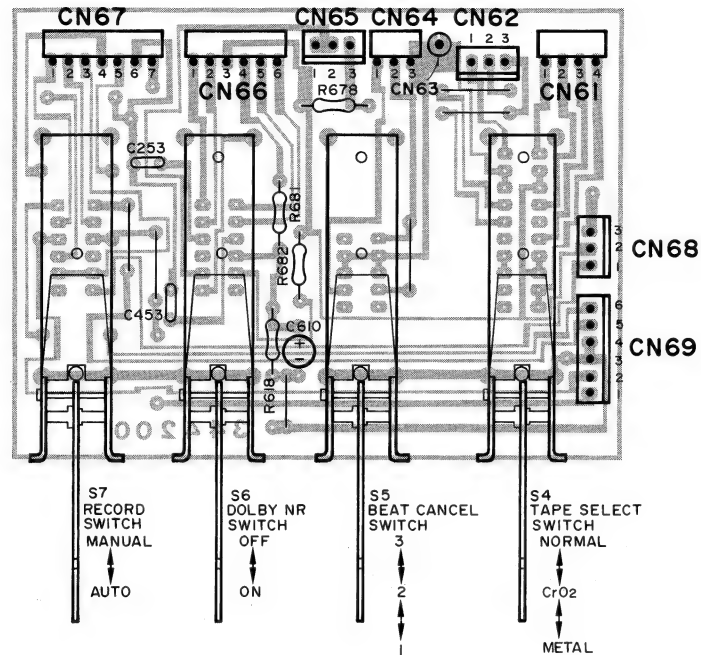 CN67
CN66
CN65
CN64
CN63
CN62
CN61
1 2 3 4 5 6 7
1 2 3 4 5 6
1 2 3
1 2 3
1 2 3
1 2 3 4
R678
C253
R681
R682
C453
C610
+
-
R618
3
2
1
CN68
6
5
4
3
2
1
CN69
S7
RECORD
SWITCH
MANUAL
AUTO
S6
DOLBY NR
SWITCH
OFF
ON
S5
BEAT CANCEL
SWITCH
3
2
1
S4
TAPE SELECT
SWITCH
NORMAL
CrO2
METAL